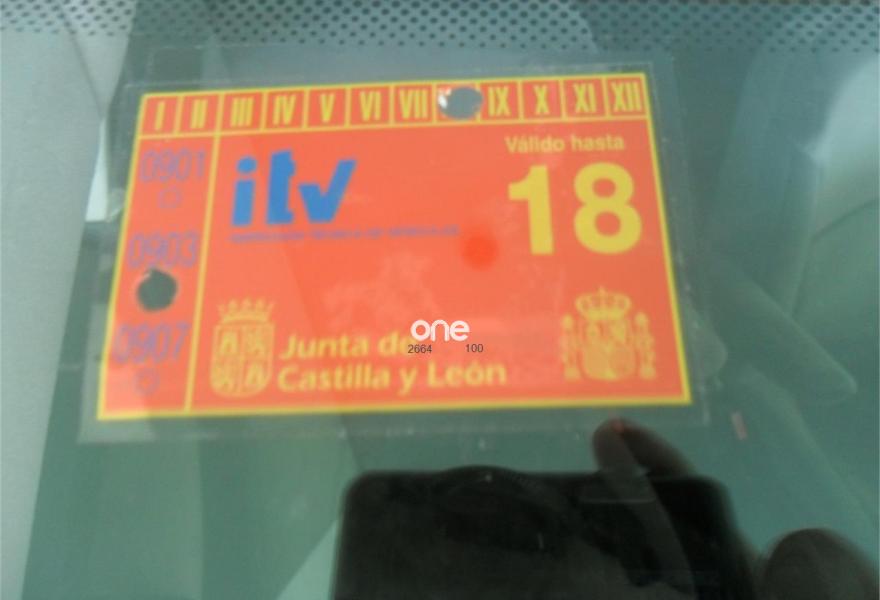 I II III IV V VI VII IX X XI XII
Válido hasta
18
0901
itv
0903
0907
one
2664 100
Junta de
Castilla y León